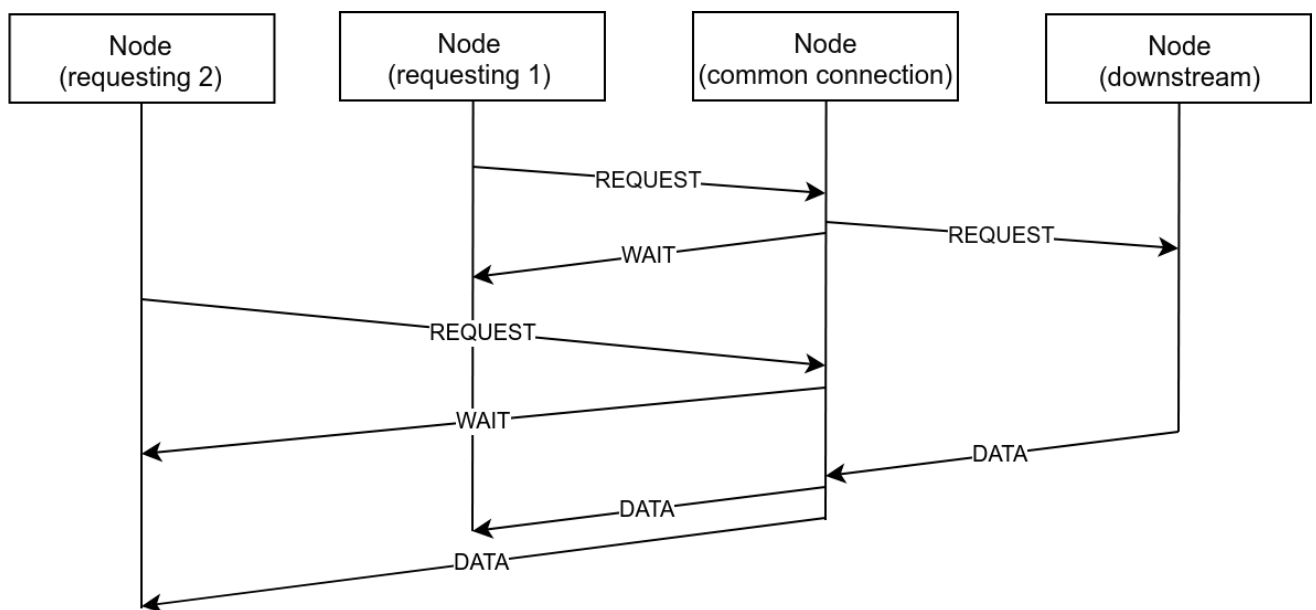 Node
(requesting 2)
Node
(requesting 1)
Node
(common connection)
Node
(downstream)
REQUEST
REQUEST
WAIT
REQUEST
WAIT
DATA
DATA
DATA